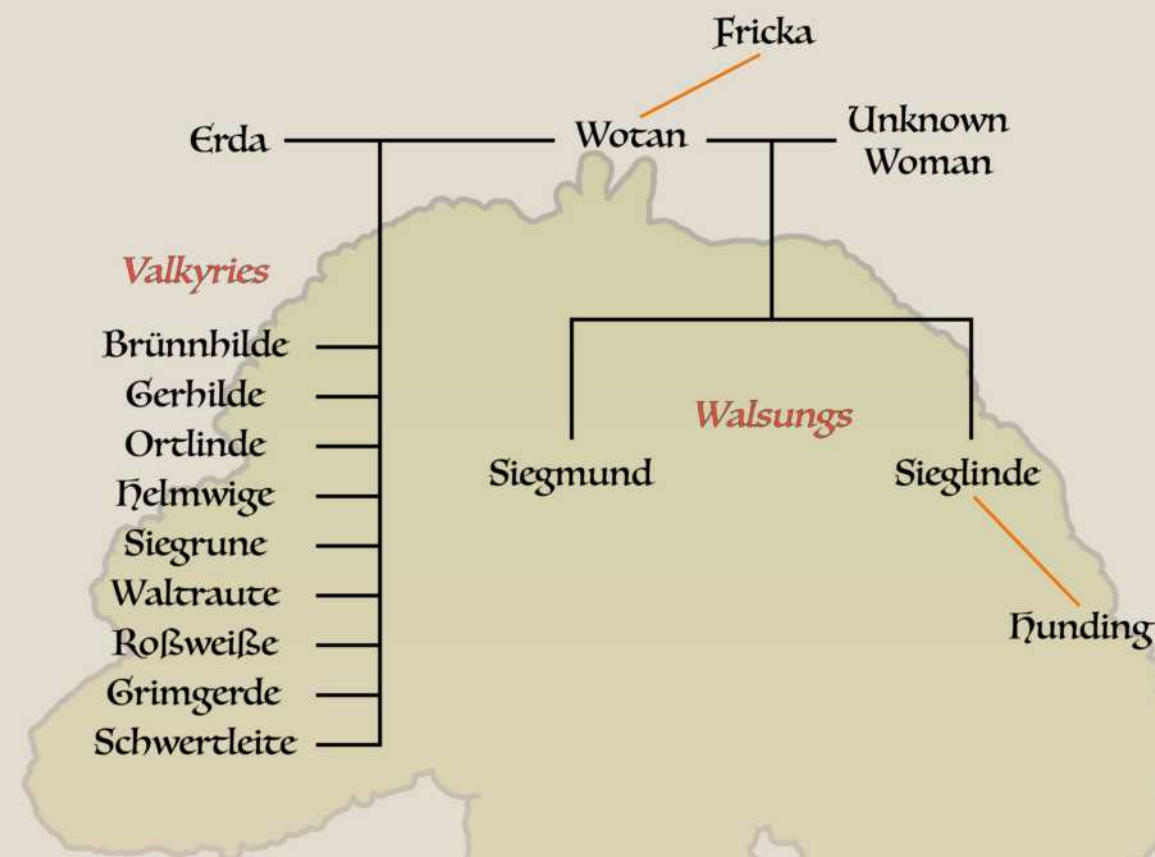 Fricka
Erda
Wotan
Unknown
Woman
Valkyries
Brünnhilde
Gerhilde
Ortlinde
Helmwige
Siegrune
Waltraute
Roßweiße
Grimgerde
Schwertleite
Walsungs
Siegmund
Sieglinde
Hunding